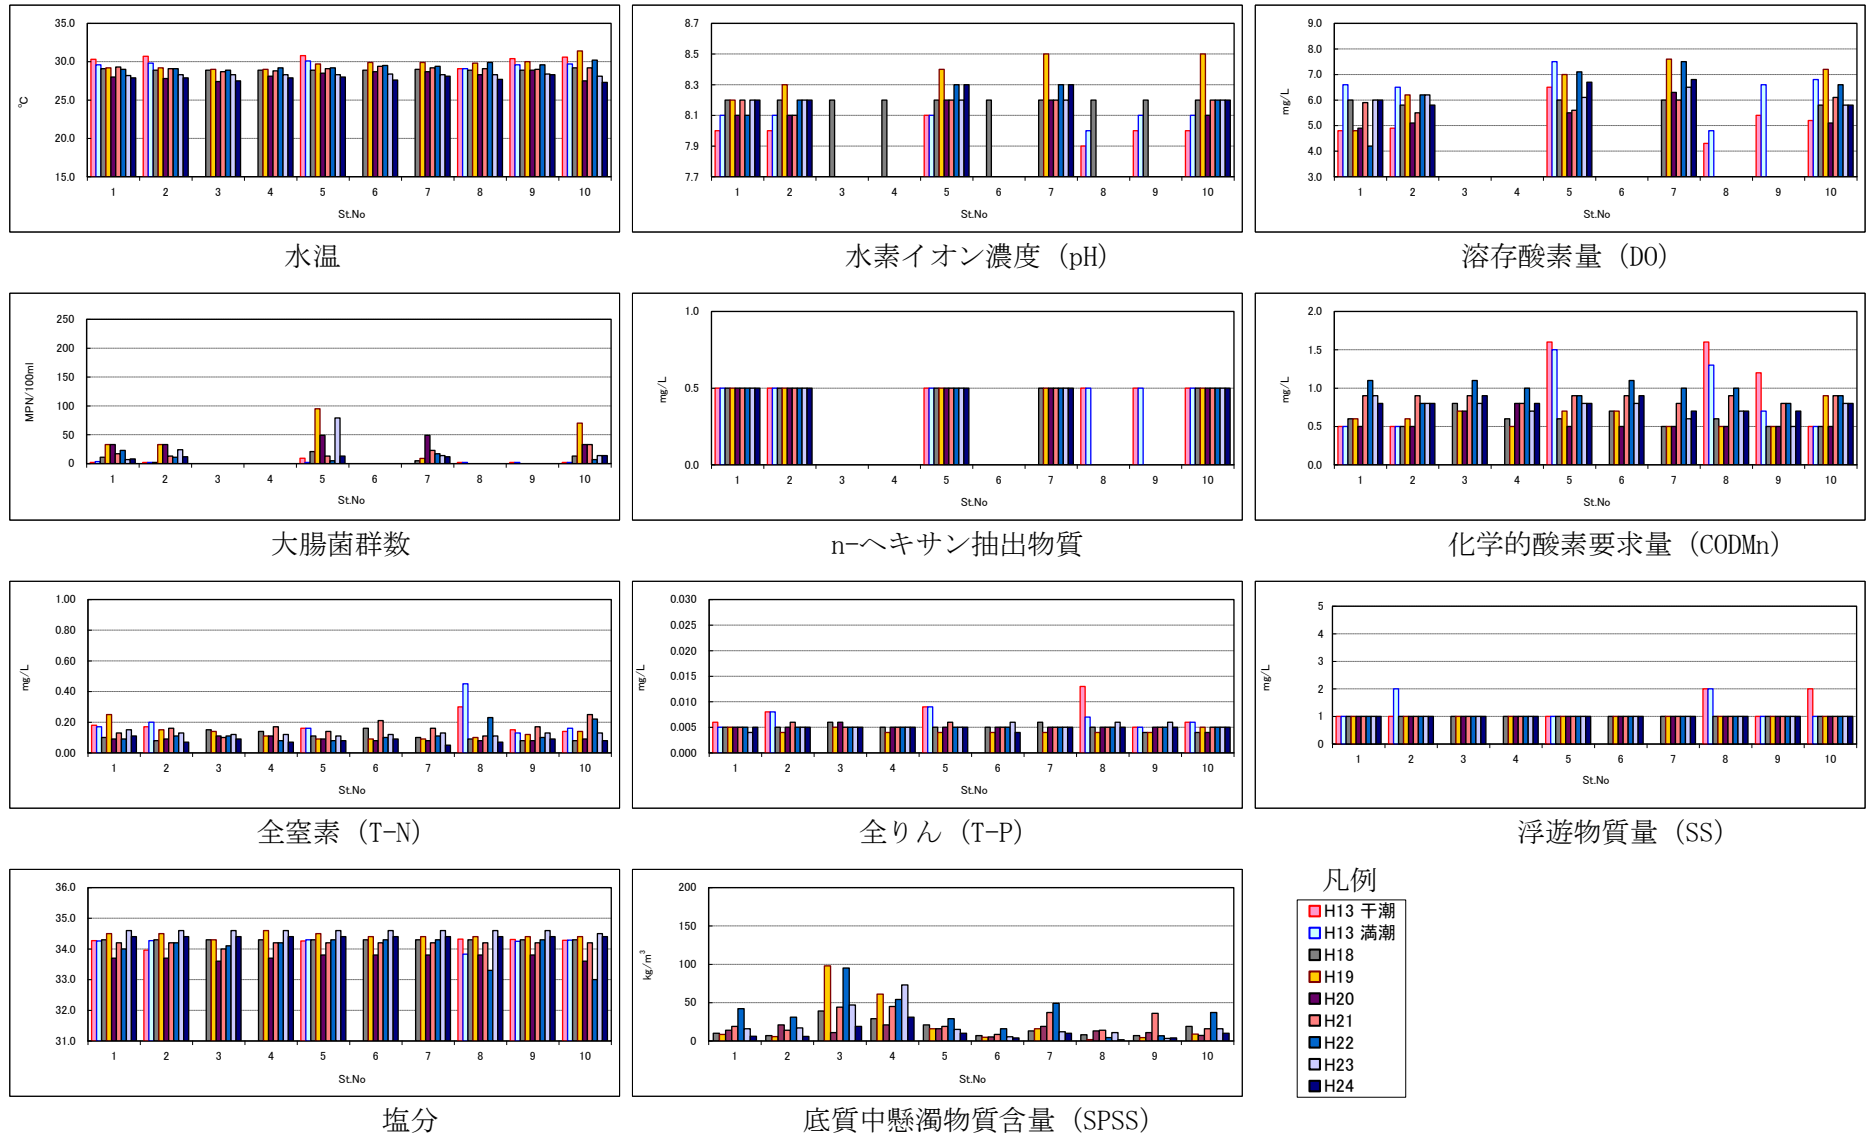 35.0
30.0
25.0
20.0
15.0
℃
1 2 3 4 5 6 7 8 9 10
St.No
水温
8.7
8.5
8.3
8.1
7.9
7.7
1 2 3 4 5 6 7 8 9 10
St.No
水素イオン濃度 (pH)
9.0
8.0
7.0
6.0
5.0
4.0
3.0
mg/L
1 2 3 4 5 6 7 8 9 10
St.No
溶存酸素量 (DO)
250
200
150
100
50
0
MPN/100ml
1 2 3 4 5 6 7 8 9 10
St.No
大腸菌群数
1.0
0.5
0.0
mg/L
1 2 3 4 5 6 7 8 9 10
St.No
n-ヘキサン抽出物質
2.0
1.5
1.0
0.5
0.0
mg/L
1 2 3 4 5 6 7 8 9 10
St.No
化学的酸素要求量 (CODMn)
1.00
0.80
0.60
0.40
0.20
0.00
mg/L
1 2 3 4 5 6 7 8 9 10
St.No
全窒素 (T-N)
0.030
0.025
0.020
0.015
0.010
0.005
0.000
mg/L
1 2 3 4 5 6 7 8 9 10
St.No
全りん (T-P)
5
4
3
2
1
0
mg/L
1 2 3 4 5 6 7 8 9 10
St.No
浮遊物質量 (SS)
36.0
35.0
34.0
33.0
32.0
31.0
1 2 3 4 5 6 7 8 9 10
St.No
塩分
200
150
100
50
0
kg/m³
1 2 3 4 5 6 7 8 9 10
St.No
底質中懸濁物質含量 (SPSS)
凡例
H13 干潮
H13 満潮
H18
H19
H20
H21
H22
H23
H24